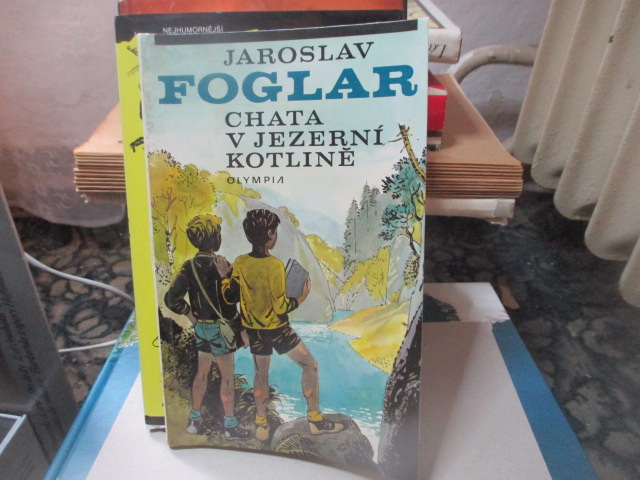 NEJHUMORNĚJŠÍ
JAROSLAV
FOGLAR
CHATA
V JEZERNÍ
KOTLINĚ
OLYMPIA